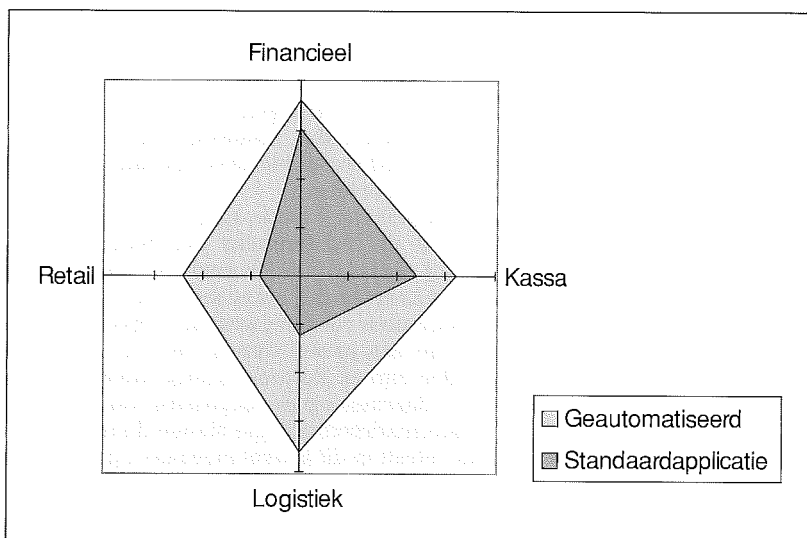 Financieel
Retail
Kassa
Logistiek
Geautomatiseerd
Standaardapplicatie